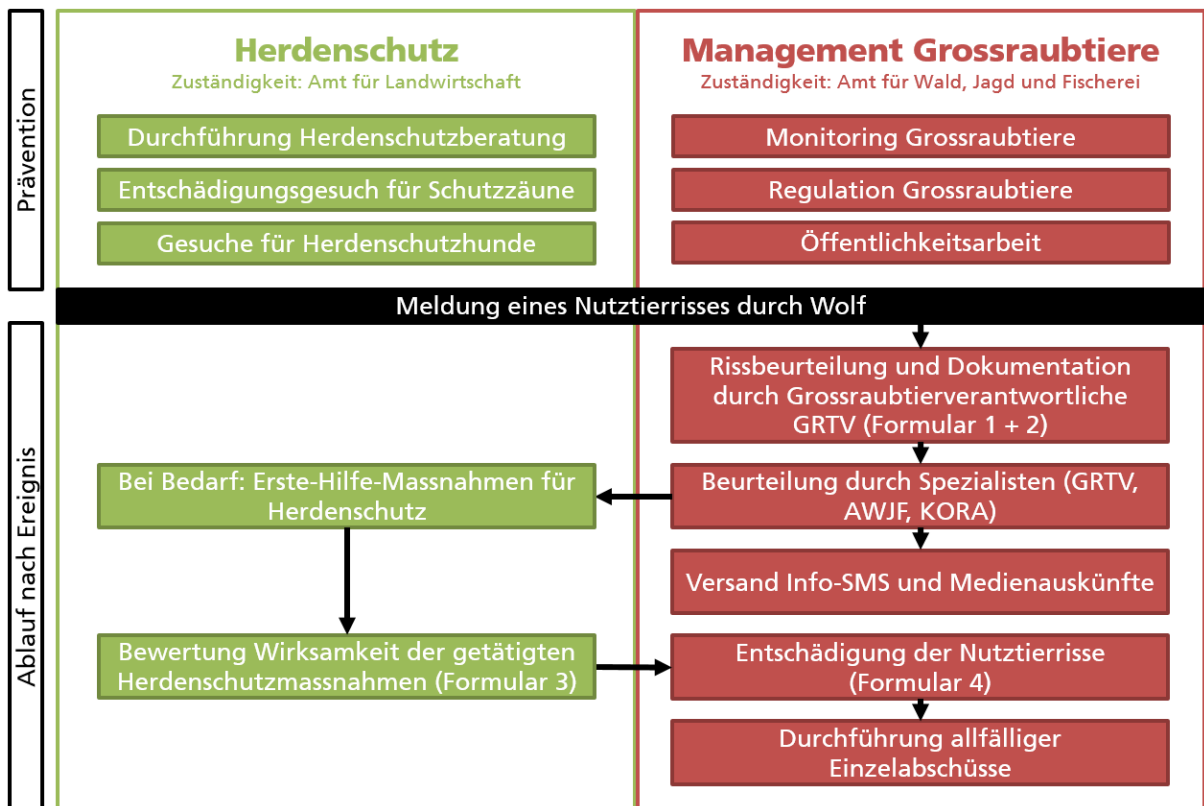 Prävention
Herdenschutz
Zuständigkeit: Amt für Landwirtschaft
Durchführung Herdenschutzberatung
Entschädigungsgesuch für Schutzzäune
Gesuche für Herdenschutzhunde
Management Grossraubtiere
Zuständigkeit: Amt für Wald, Jagd und Fischerei
Monitoring Grossraubtiere
Regulation Grossraubtiere
Öffentlichkeitsarbeit
Meldung eines Nutztierrisses durch Wolf
Ablauf nach Ereignis
Rissbeurteilung und Dokumentation
durch Grossraubtierverantwortliche
GRTV (Formular 1 + 2)
Beurteilung durch Spezialisten (GRTV,
AWJF, KORA)
Bei Bedarf: Erste-Hilfe-Massnahmen für
Herdenschutz
Versand Info-SMS und Medienauskünfte
Bewertung Wirksamkeit der getätigten
Herdenschutzmassnahmen (Formular 3)
Entschädigung der Nutztierrisse
(Formular 4)
Durchführung allfälliger
Einzelabschüsse